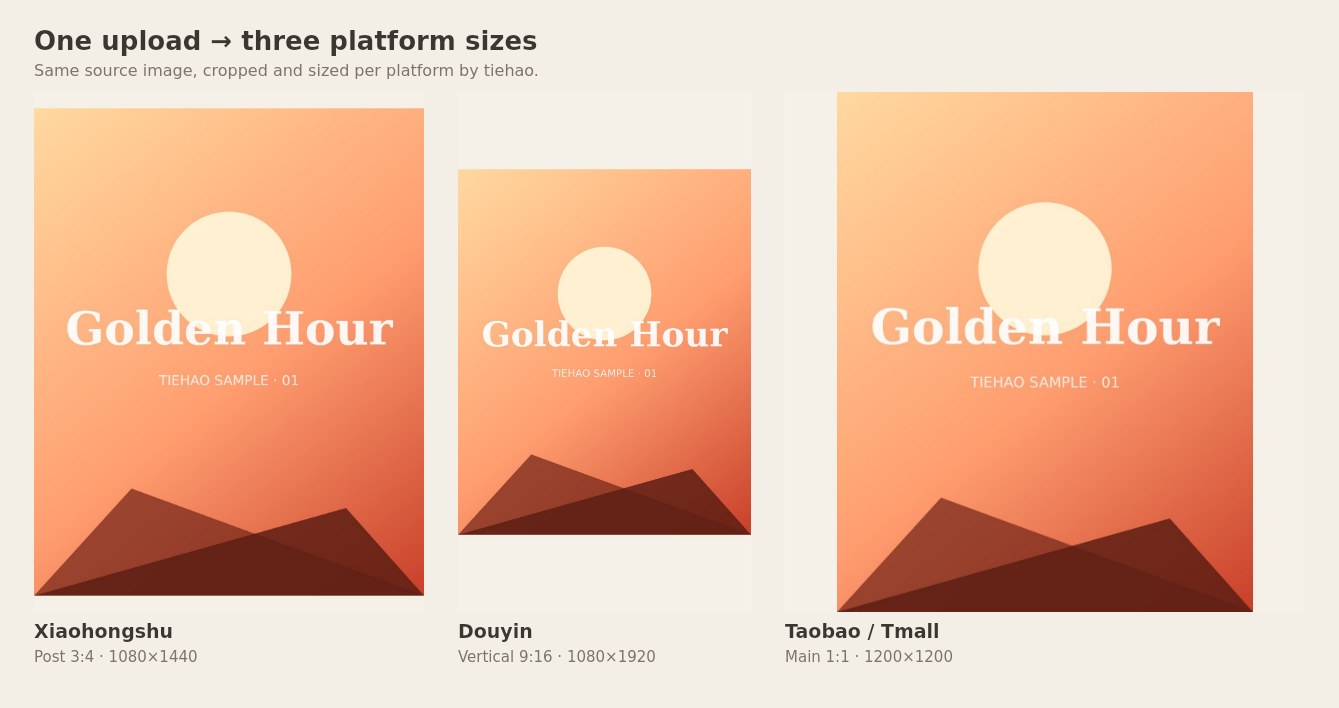 One upload → three platform sizes
Same source image, cropped and sized per platform by tiehao.
Golden Hour
TIEHAO SAMPLE · 01
Golden Hour
TIEHAO SAMPLE · 01
Golden Hour
TIEHAO SAMPLE · 01
Xiaohongshu
Post 3:4 · 1080×1440
Douyin
Vertical 9:16 · 1080×1920
Taobao / Tmall
Main 1:1 · 1200×1200